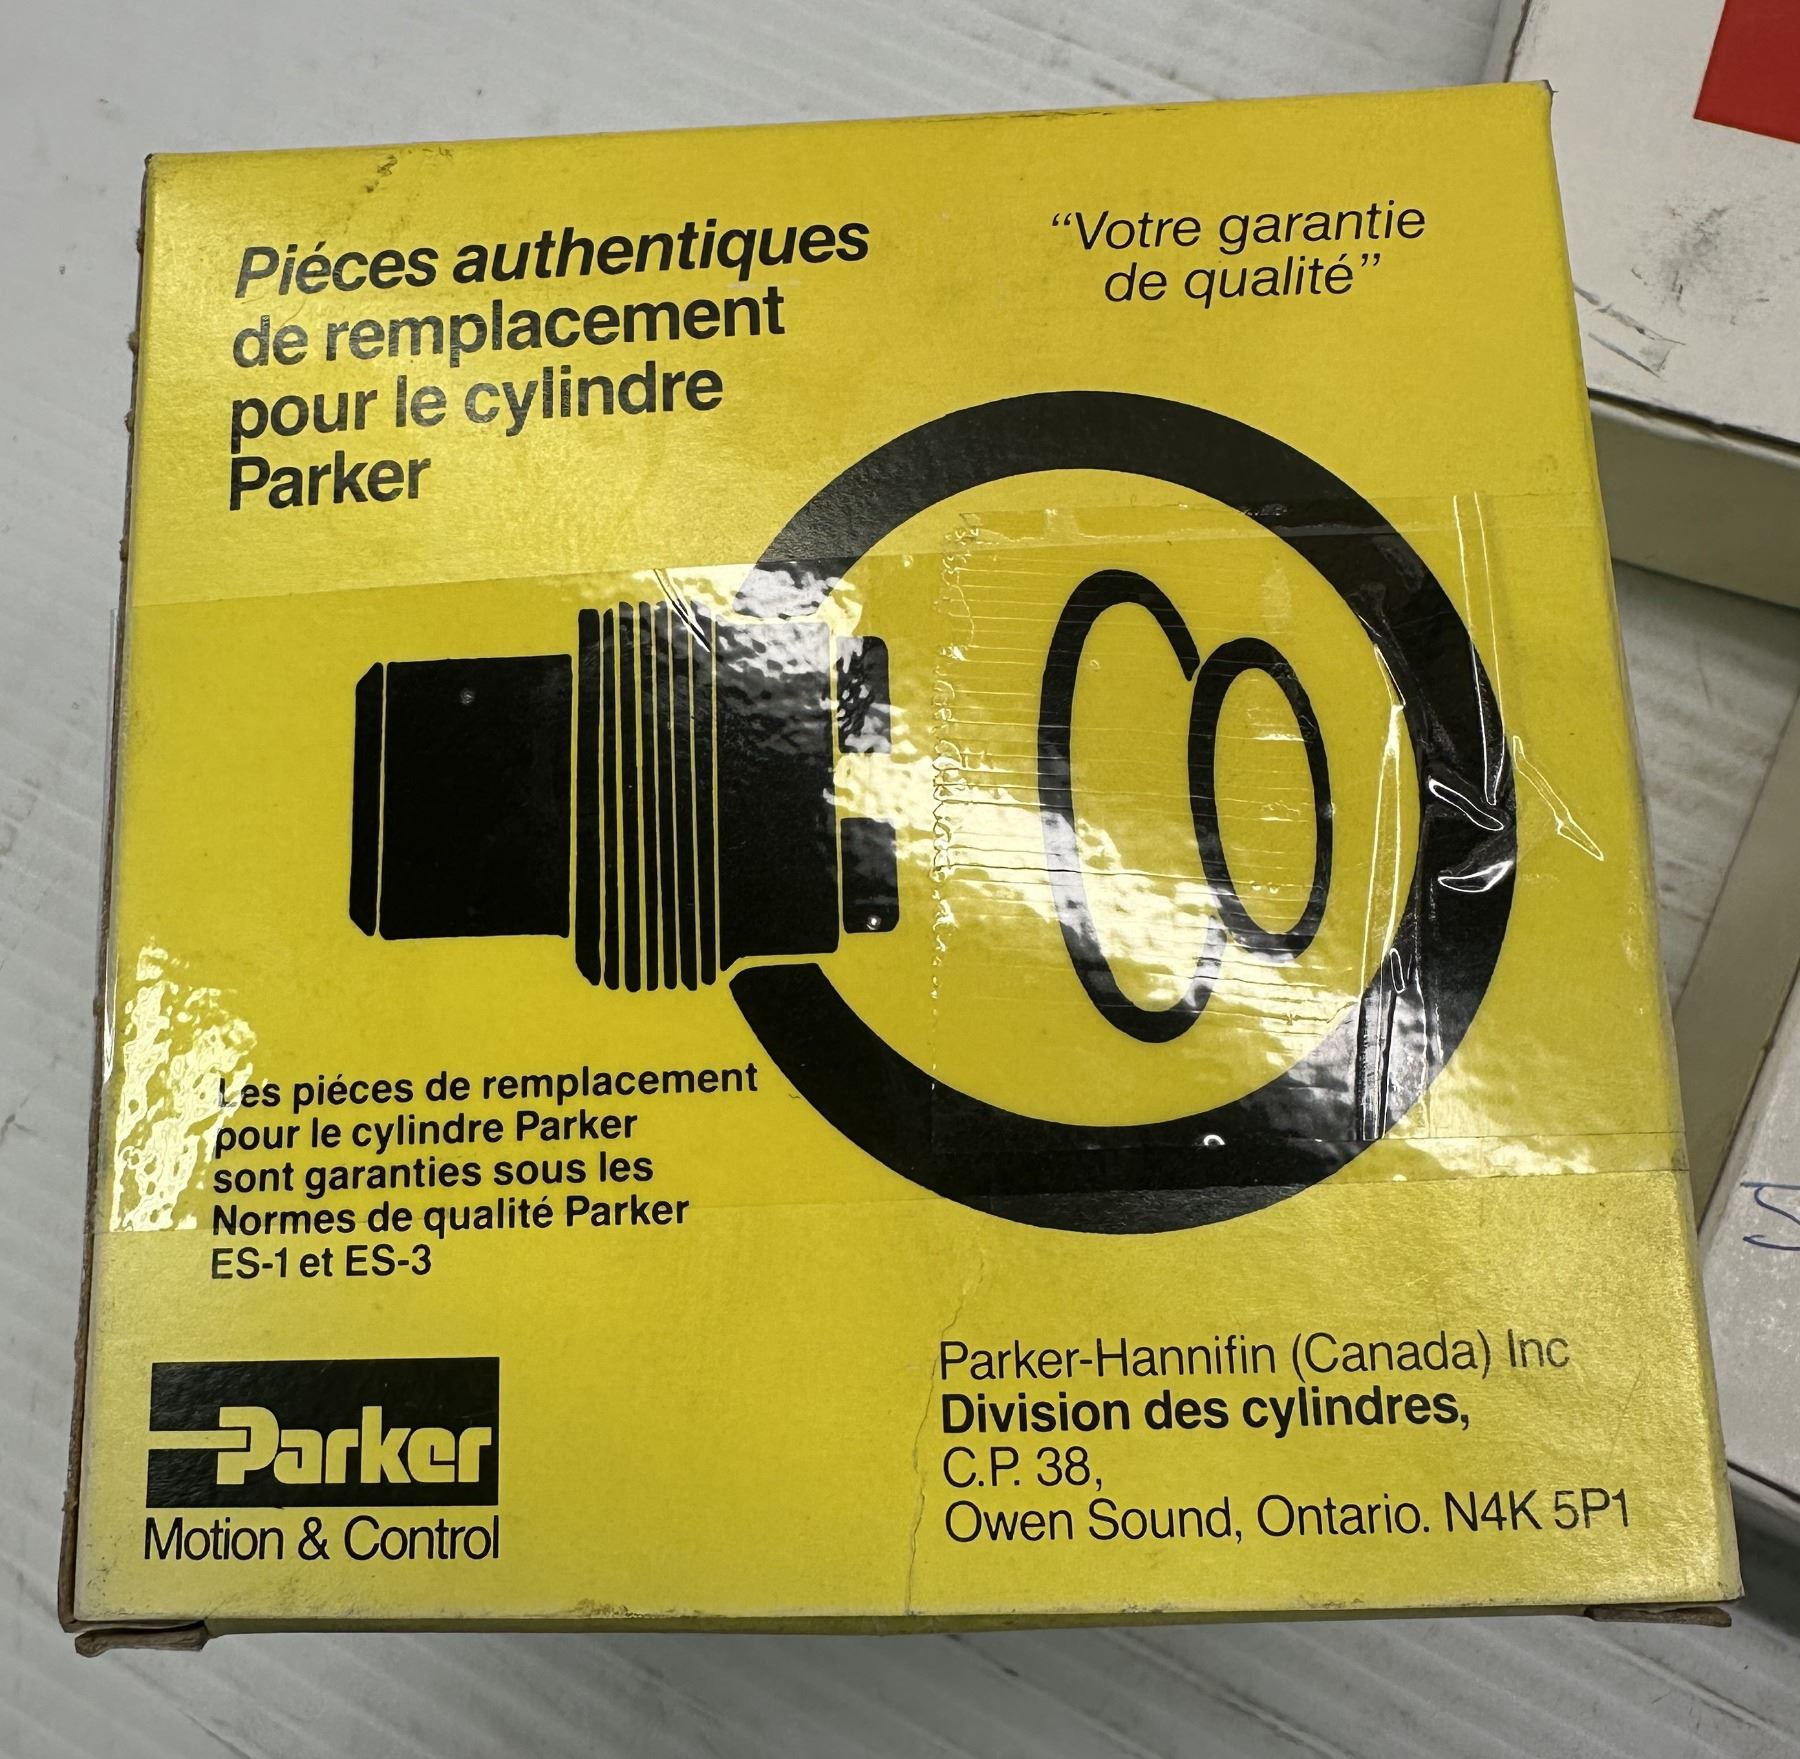 Piéces authentiques
de remplacement
pour le cylindre
Parker
“Votre garantie
de qualité”
Les piéces de remplacement
pour le cylindre Parker
sont garanties sous les
Normes de qualité Parker
ES-1 et ES-3
Parker
Motion & Control
Parker-Hannifin (Canada) Inc
Division des cylindres,
C.P. 38,
Owen Sound, Ontario. N4K 5P1